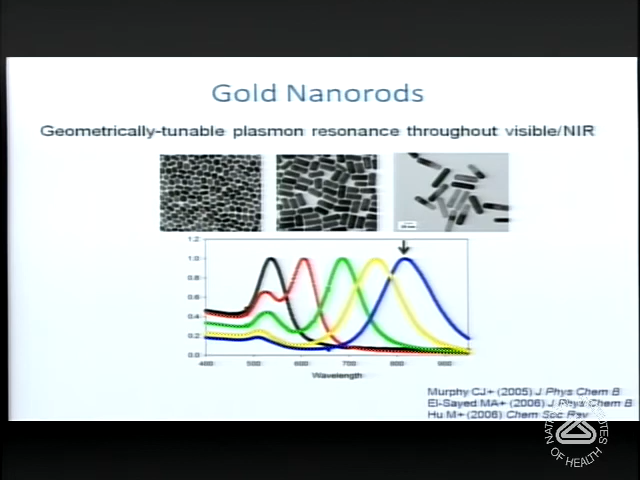 Gold Nanorods
Geometrically-tunable plasmon resonance throughout visible/NIR
1.2
1.0
0.8
0.6
0.4
0.2
0.0
400 500 600 700 800 900
Wavelength
Murphy CJ+ (2005) J Phys Chem B
El-Sayed MA+ (2006) J Phys Chem B
Hu M+ (2006) Chem Soc Rev
OF HEALTH